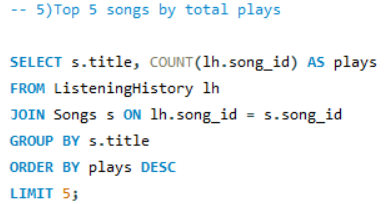 -- 5)Top 5 songs by total plays
SELECT s.title, COUNT(lh.song_id) AS plays
FROM ListeningHistory lh
JOIN Songs s ON lh.song_id = s.song_id
GROUP BY s.title
ORDER BY plays DESC
LIMIT 5;